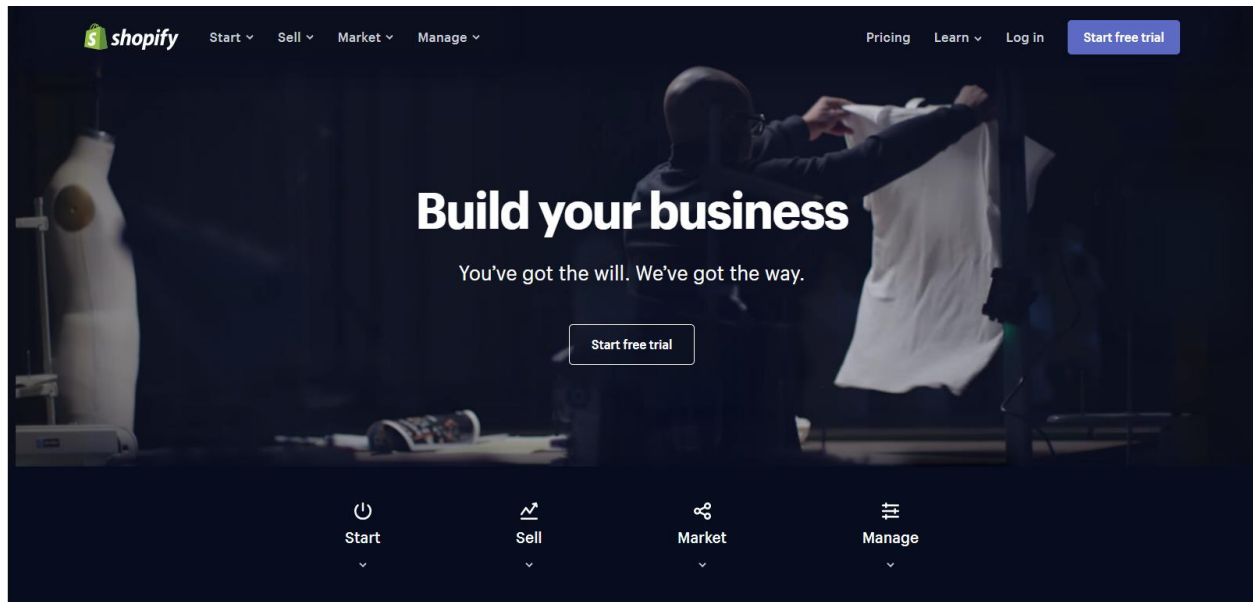 shopify
Start
Sell
Market
Manage
Pricing
Learn
Log in
Start free trial
Build your business
You've got the will. We've got the way.
Start free trial
Start
Sell
Market
Manage